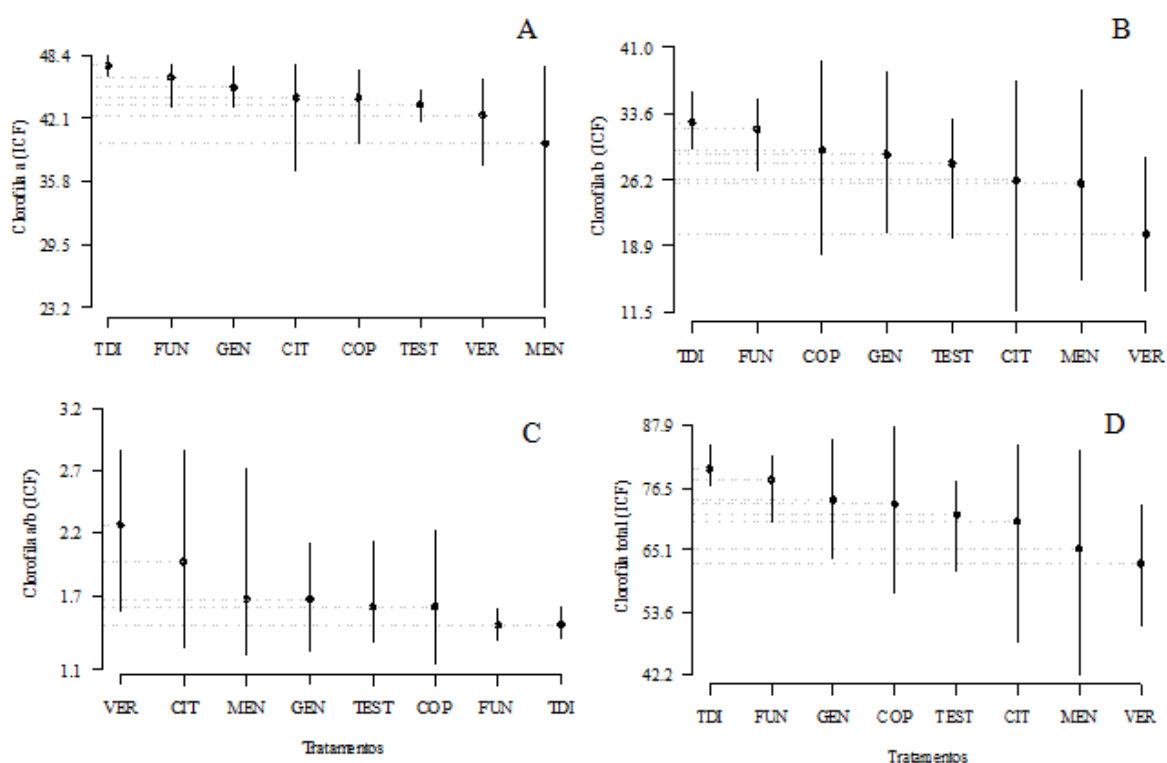 A
Clorofila a (ICF)
48.4
42.1
35.8
29.5
23.2
TDI FUN GEN CIT COP TEST VER MEN
B
Clorofila b (ICF)
41.0
33.6
26.2
18.9
11.5
TDI FUN COP GEN TEST CIT MEN VER
C
Clorofila a/b (ICF)
3.2
2.7
2.2
1.7
1.1
VER CIT MEN GEN TEST COP FUN TDI
Tratamentos
D
Clorofila total (ICF)
87.9
76.5
65.1
53.6
42.2
TDI FUN GEN COP TEST CIT MEN VER
Tratamentos